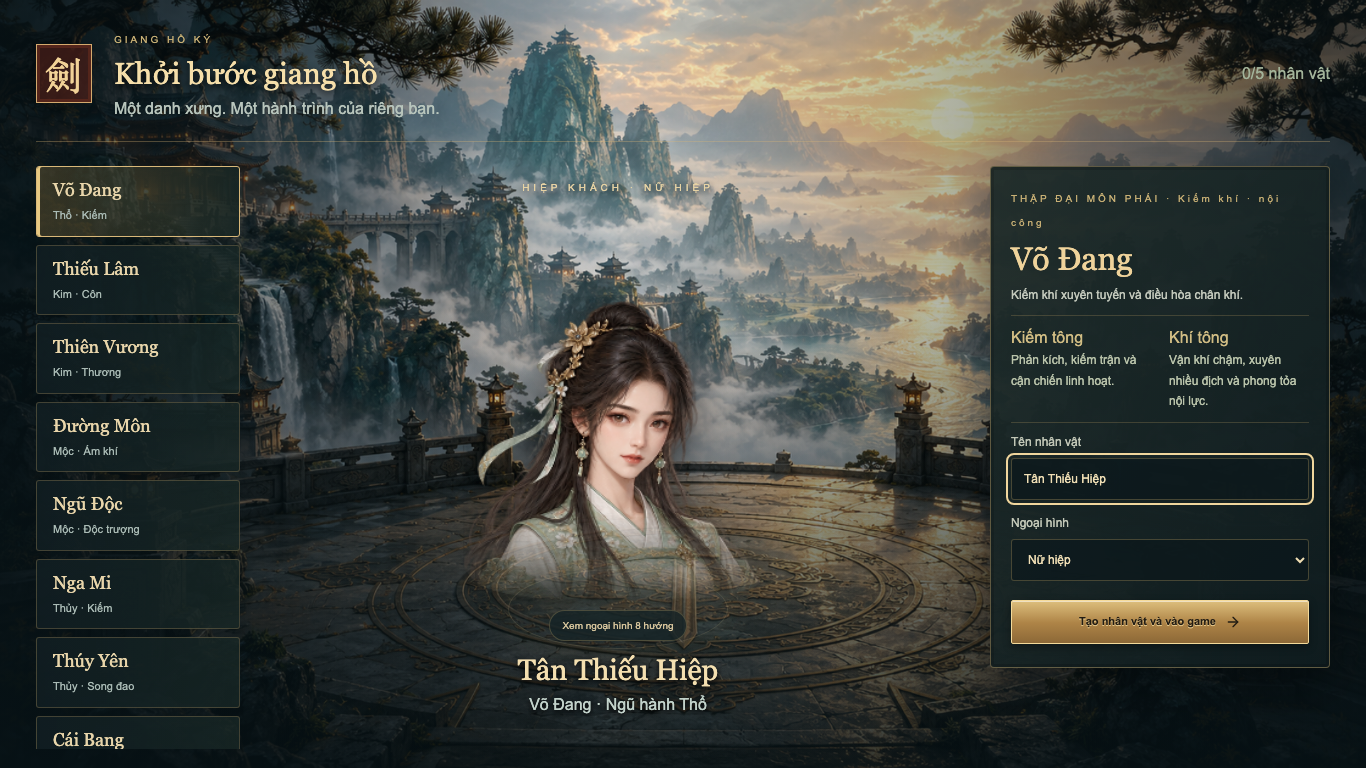 劍
GIANG HỒ KÝ
Khởi bước giang hồ
Một danh xưng. Một hành trình của riêng bạn.
0/5 nhân vật
Võ Đang
Thổ · Kiếm
Thiếu Lâm
Kim · Côn
Thiên Vương
Kim · Thương
Đường Môn
Mộc · Ám khí
Ngũ Độc
Mộc · Độc trượng
Nga Mi
Thủy · Kiếm
Thúy Yên
Thủy · Song đao
Cái Bang
HIỆP KHÁCH · NỮ HIỆP
Xem ngoại hình 8 hướng
Tân Thiếu Hiệp
Võ Đang · Ngũ hành Thổ
THẬP ĐẠI MÔN PHÁI · Kiếm khí · nội
công
Võ Đang
Kiếm khí xuyên tuyến và điều hòa chân khí.
Kiếm tông
Phản kích, kiếm trận và
cận chiến linh hoạt.
Khí tông
Vận khí chậm, xuyên
nhiều địch và phong tỏa
nội lực.
Tên nhân vật
Tân Thiếu Hiệp
Ngoại hình
Nữ hiệp
Tạo nhân vật và vào game →